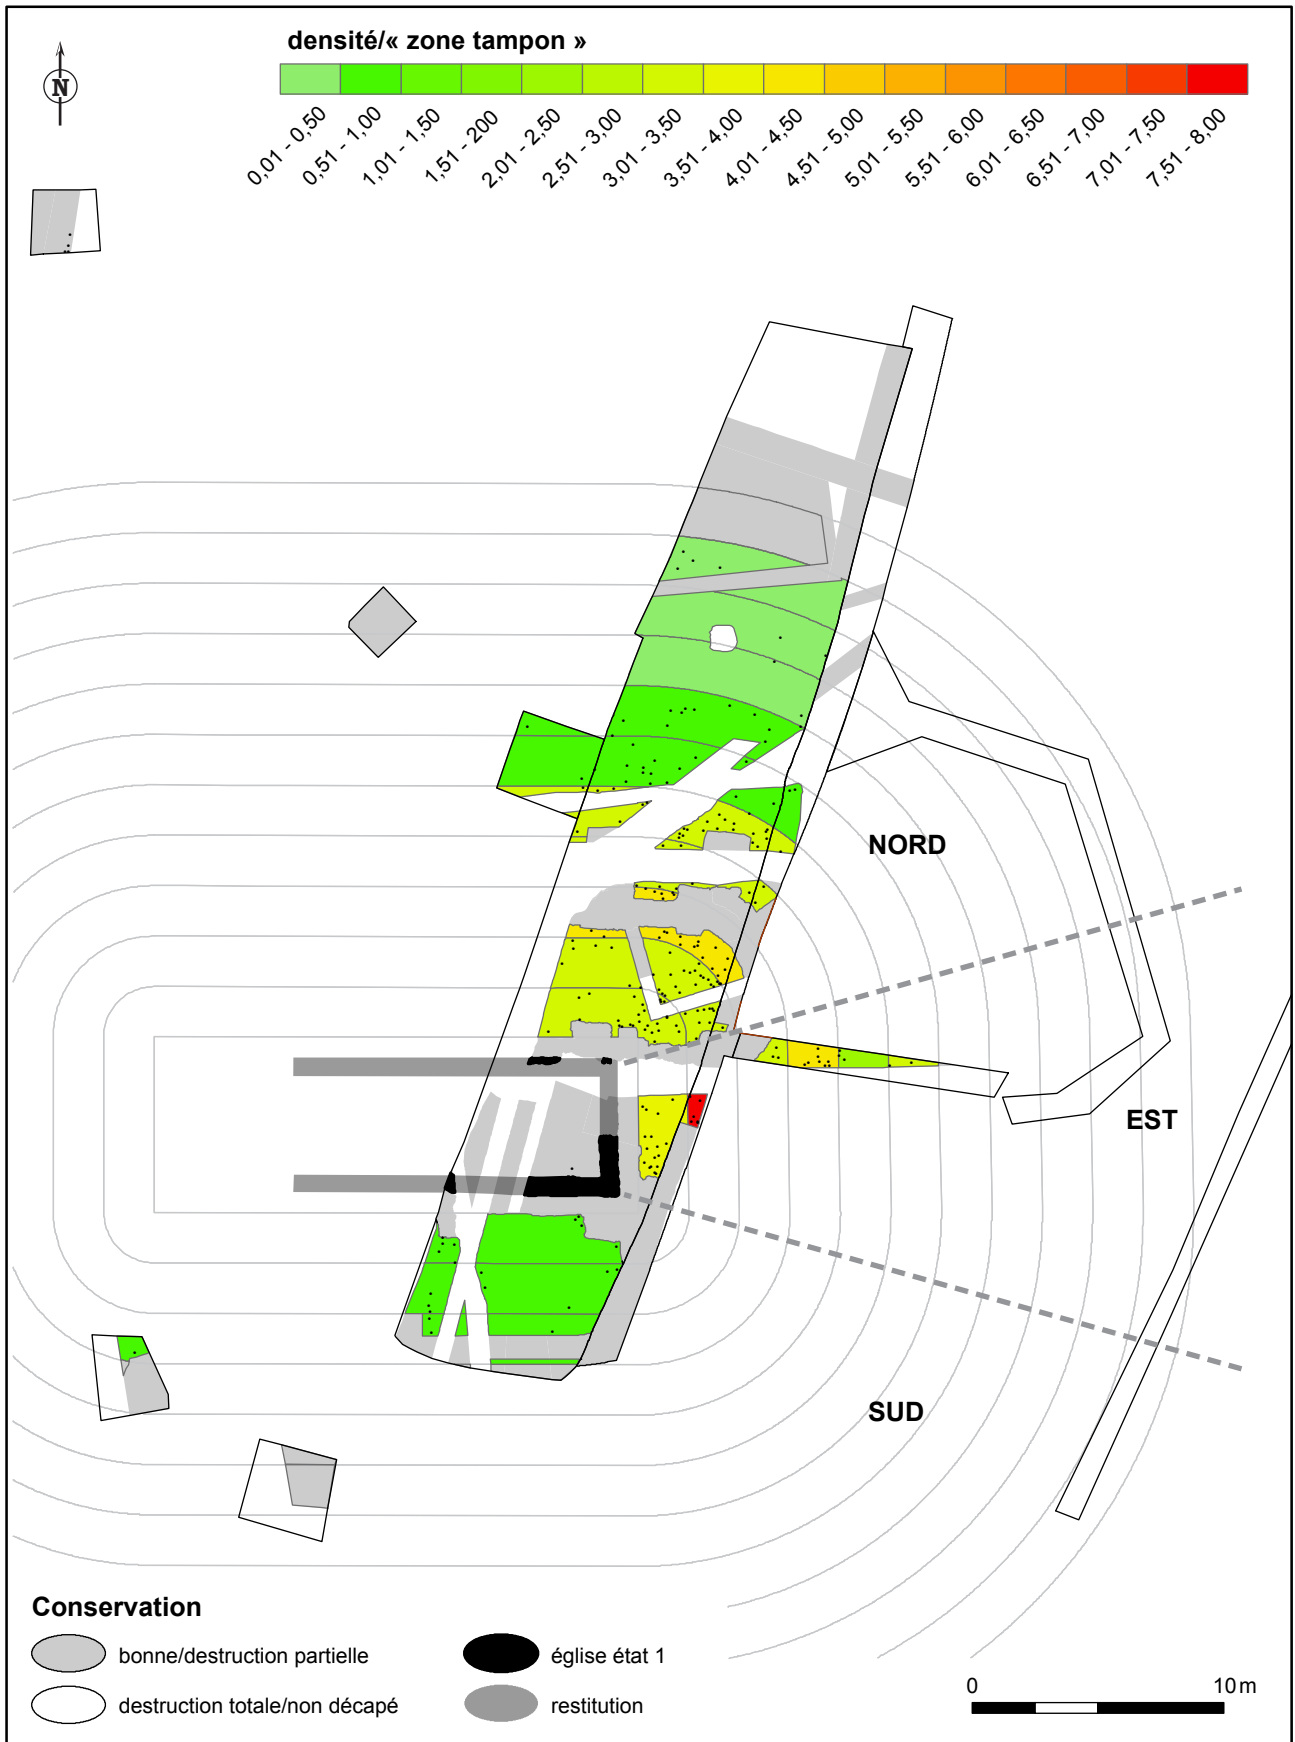 densité/« zone tampon »
N
0,01 - 0,50
0,51 - 1,00
1,01 - 1,50
1,51 - 200
2,01 - 2,50
2,51 - 3,00
3,01 - 3,50
3,51 - 4,00
4,01 - 4,50
4,51 - 5,00
5,01 - 5,50
5,51 - 6,00
6,01 - 6,50
6,51 - 7,00
7,01 - 7,50
7,51 - 8,00
NORD
EST
SUD
Conservation
bonne/destruction partielle
église état 1
destruction totale/non décapé
restitution
0 10 m